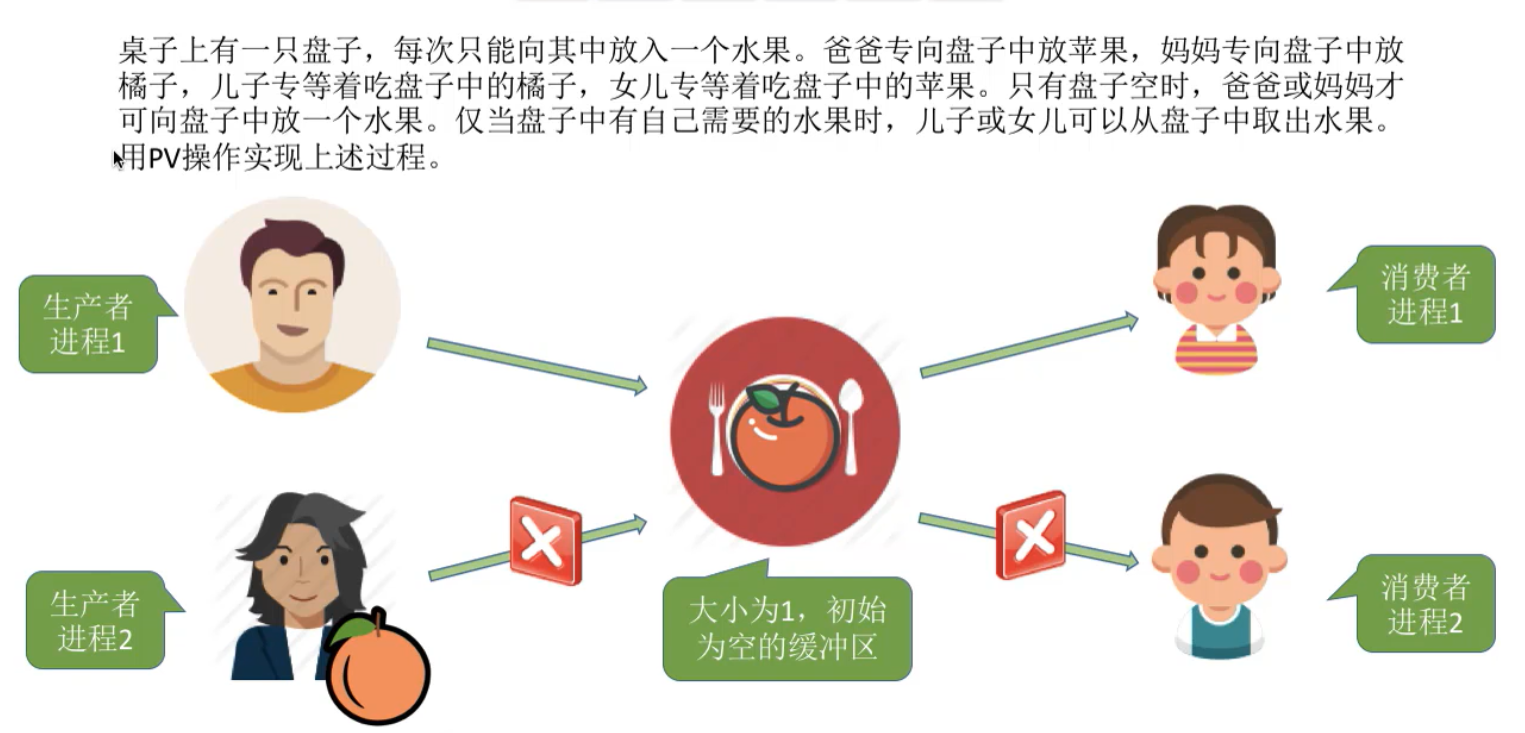 桌子上有一只盘子，每次只能向其中放入一个水果。爸爸专向盘子中放苹果，妈妈专向盘子中放
橘子，儿子专等着吃盘子中的橘子，女儿专等着吃盘子中的苹果。只有盘子空时，爸爸或妈妈才
可向盘子中放一个水果。仅当盘子中有自己需要的水果时，儿子或女儿可以从盘子中取出水果。
用PV操作实现上述过程。
生产者
进程1
消费者
进程1
生产者
进程2
大小为1，初始
为空的缓冲区
消费者
进程2